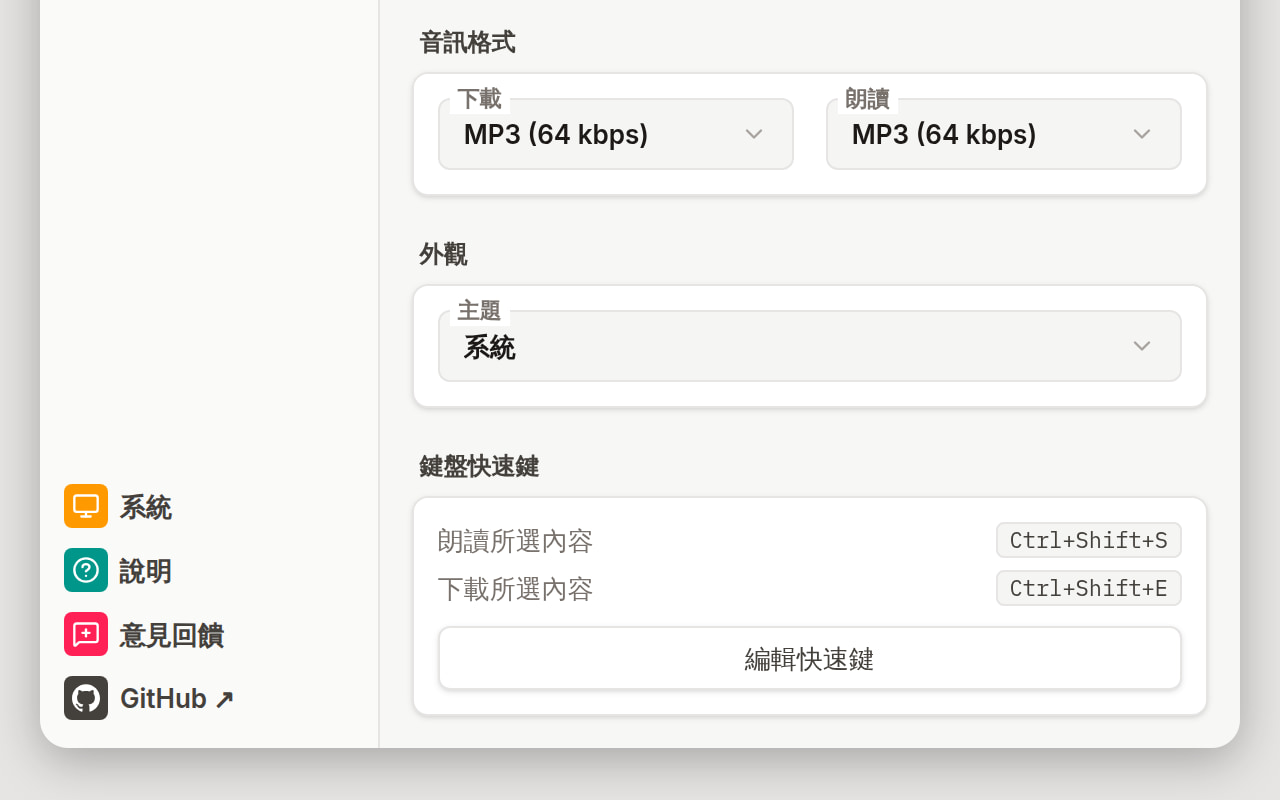 音訊格式
下載
朗讀
MP3 (64 kbps)
MP3 (64 kbps)
外觀
主題
系統
鍵盤快速鍵
朗讀所選內容
Ctrl+Shift+S
下載所選內容
Ctrl+Shift+E
編輯快速鍵
系統
說明
意見回饋
GitHub ↗